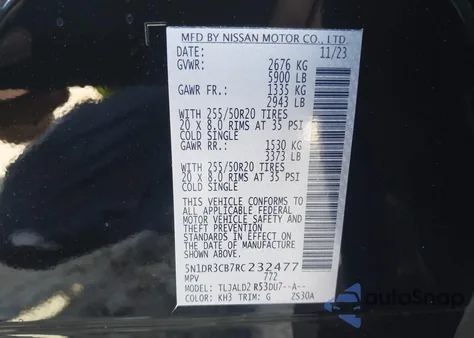 MFD BY NISSAN MOTOR CO., LTD.
DATE: 11/23
GVWR: 2676 KG
5900 LB
GAWR FR.: 1335 KG
2943 LB
WITH 255/50R20 TIRES
20 X 8.0 RIMS AT 35 PSI
COLD SINGLE
GAWR RR.: 1530 KG
3373 LB
WITH 255/50R20 TIRES
20 X 8.0 RIMS AT 35 PSI
COLD SINGLE
THIS VEHICLE CONFORMS TO
ALL APPLICABLE FEDERAL
MOTOR VEHICLE SAFETY AND
THEFT PREVENTION
STANDARDS IN EFFECT ON
THE DATE OF MANUFACTURE
SHOWN ABOVE.
5N1DR3CB7RC232477
MPV 772
MODEL: TLJALD2 R53DU7--A--
COLOR: KH3 TRIM: G ZS30A
AutoSnap